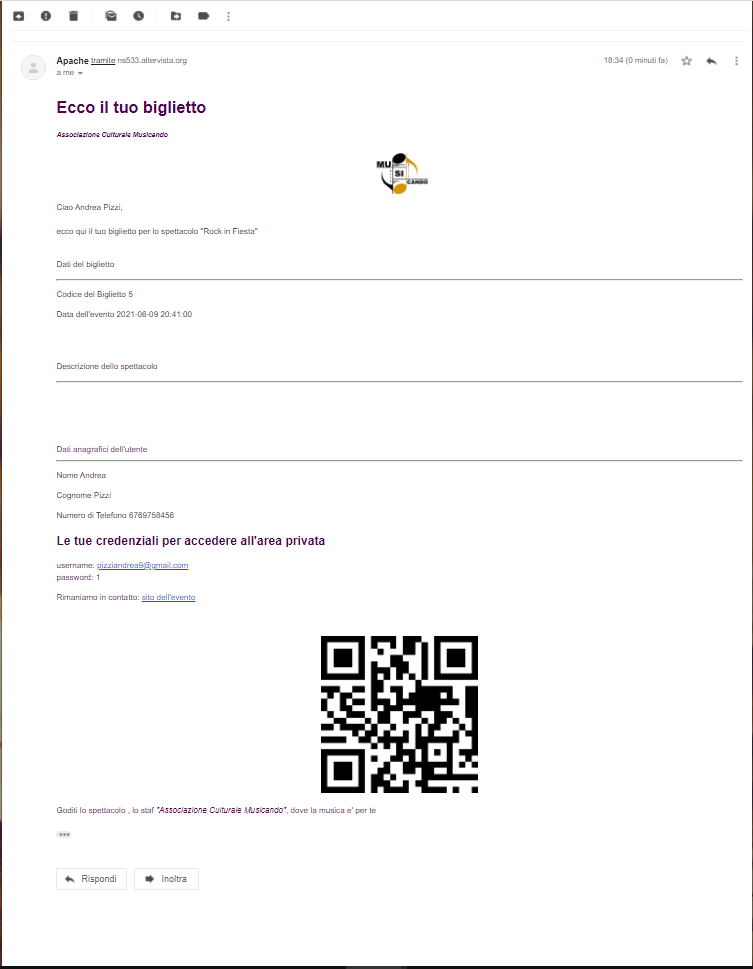 Apache tramite ns533.altervista.org
18:34 (0 minuti fa)
a me
Ecco il tuo biglietto
Associazione Culturale Musicando
MU
SI
CANDO
Ciao Andrea Pizzi,
ecco qui il tuo biglietto per lo spettacolo "Rock in Fiesta"
Dati del biglietto
Codice del Biglietto 5
Data dell'evento 2021-06-09 20:41:00
Descrizione dello spettacolo
Dati anagrafici dell'utente
Nome Andrea
Cognome Pizzi
Numero di Telefono 6769758456
Le tue credenziali per accedere all'area privata
username: pizziandrea9@gmail.com
password: 1
Rimaniamo in contatto: sito dell'evento
Goditi lo spettacolo , lo staf "Associazione Culturale Musicando", dove la musica e' per te
Rispondi
Inoltra